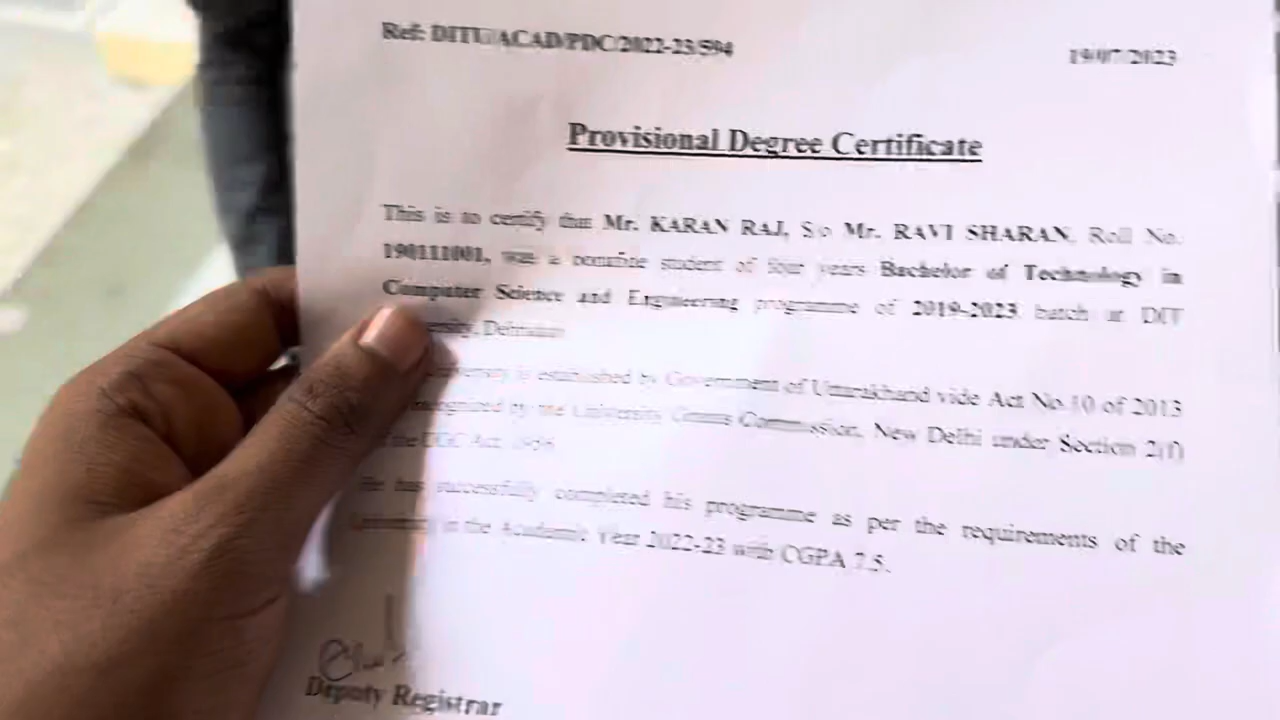 Ref: DITU/ACAD/PDC/2022-23/594
19/07/2023
Provisional Degree Certificate
This is to certify that Mr. KARAN RAJ, S/o Mr. RAVI SHARAN, Roll No.
190111001, was a bonafide student of four years Bachelor of Technology in
Computer Science and Engineering programme of 2019-2023 batch at DIT
Dehradun
University is established by Government of Uttarakhand vide Act No 10 of 2013
recognized by the University Grants Commission, New Delhi under Section 2(f)
of the UGC Act, 1956
He has successfully completed his programme as per the requirements of the
University in the Academic Year 2022-23 with CGPA 7.5.
Deputy Registrar